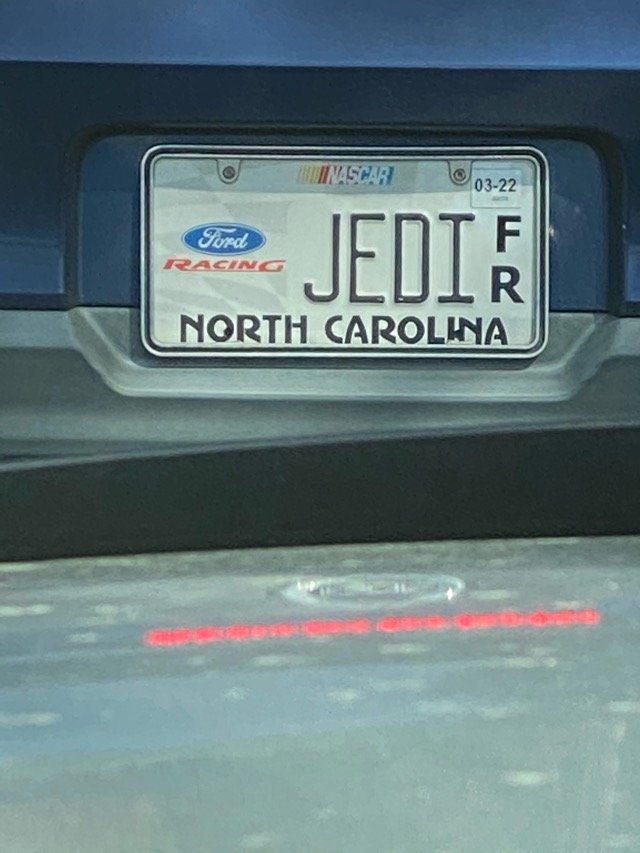 NASCAR
03-22
Ford
RACING
JEDI
F
R
NORTH CAROLINA